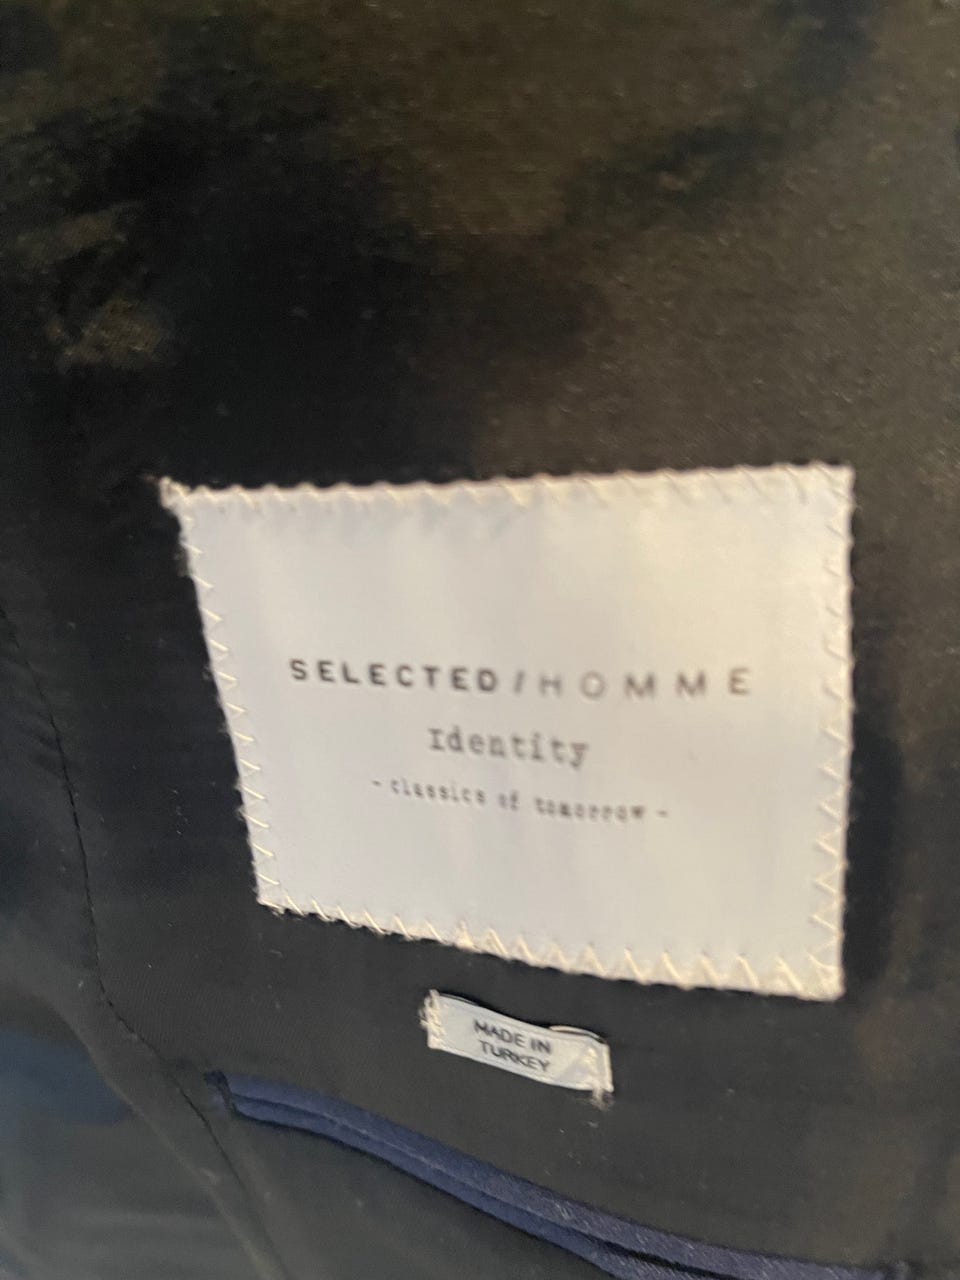 SELECTED/HOMME
Identity
- classics of tomorrow -
MADE IN
TURKEY